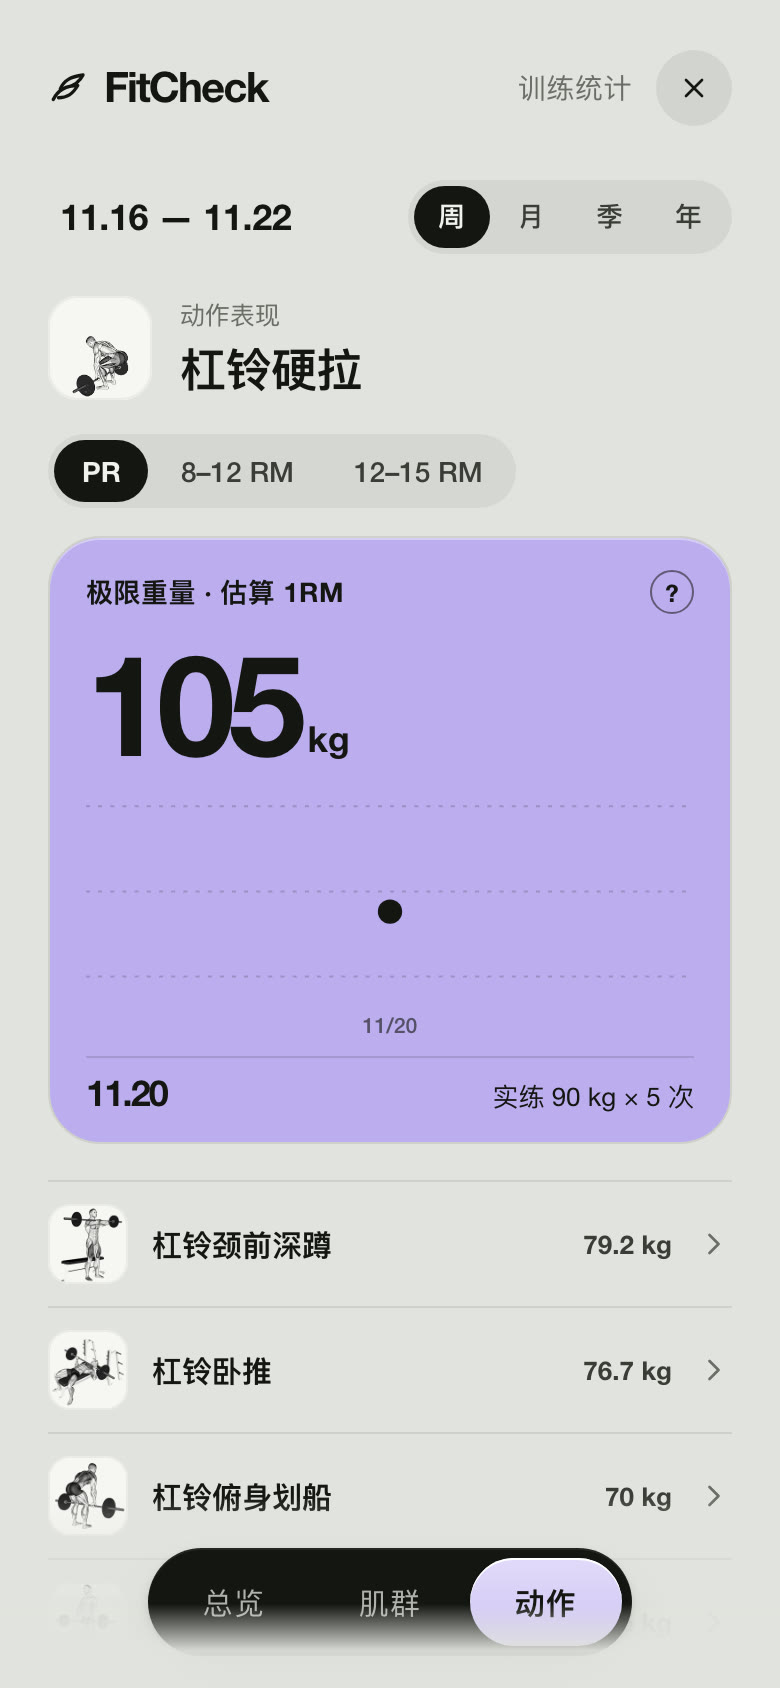 FitCheck
训练统计
11.16 — 11.22
周 月 季 年
动作表现
杠铃硬拉
PR 8–12 RM 12–15 RM
极限重量 · 估算 1RM
?
105 kg
11/20
11.20
实练 90 kg × 5 次
杠铃颈前深蹲 79.2 kg
杠铃卧推 76.7 kg
杠铃俯身划船 70 kg
总览 肌群 动作
kg